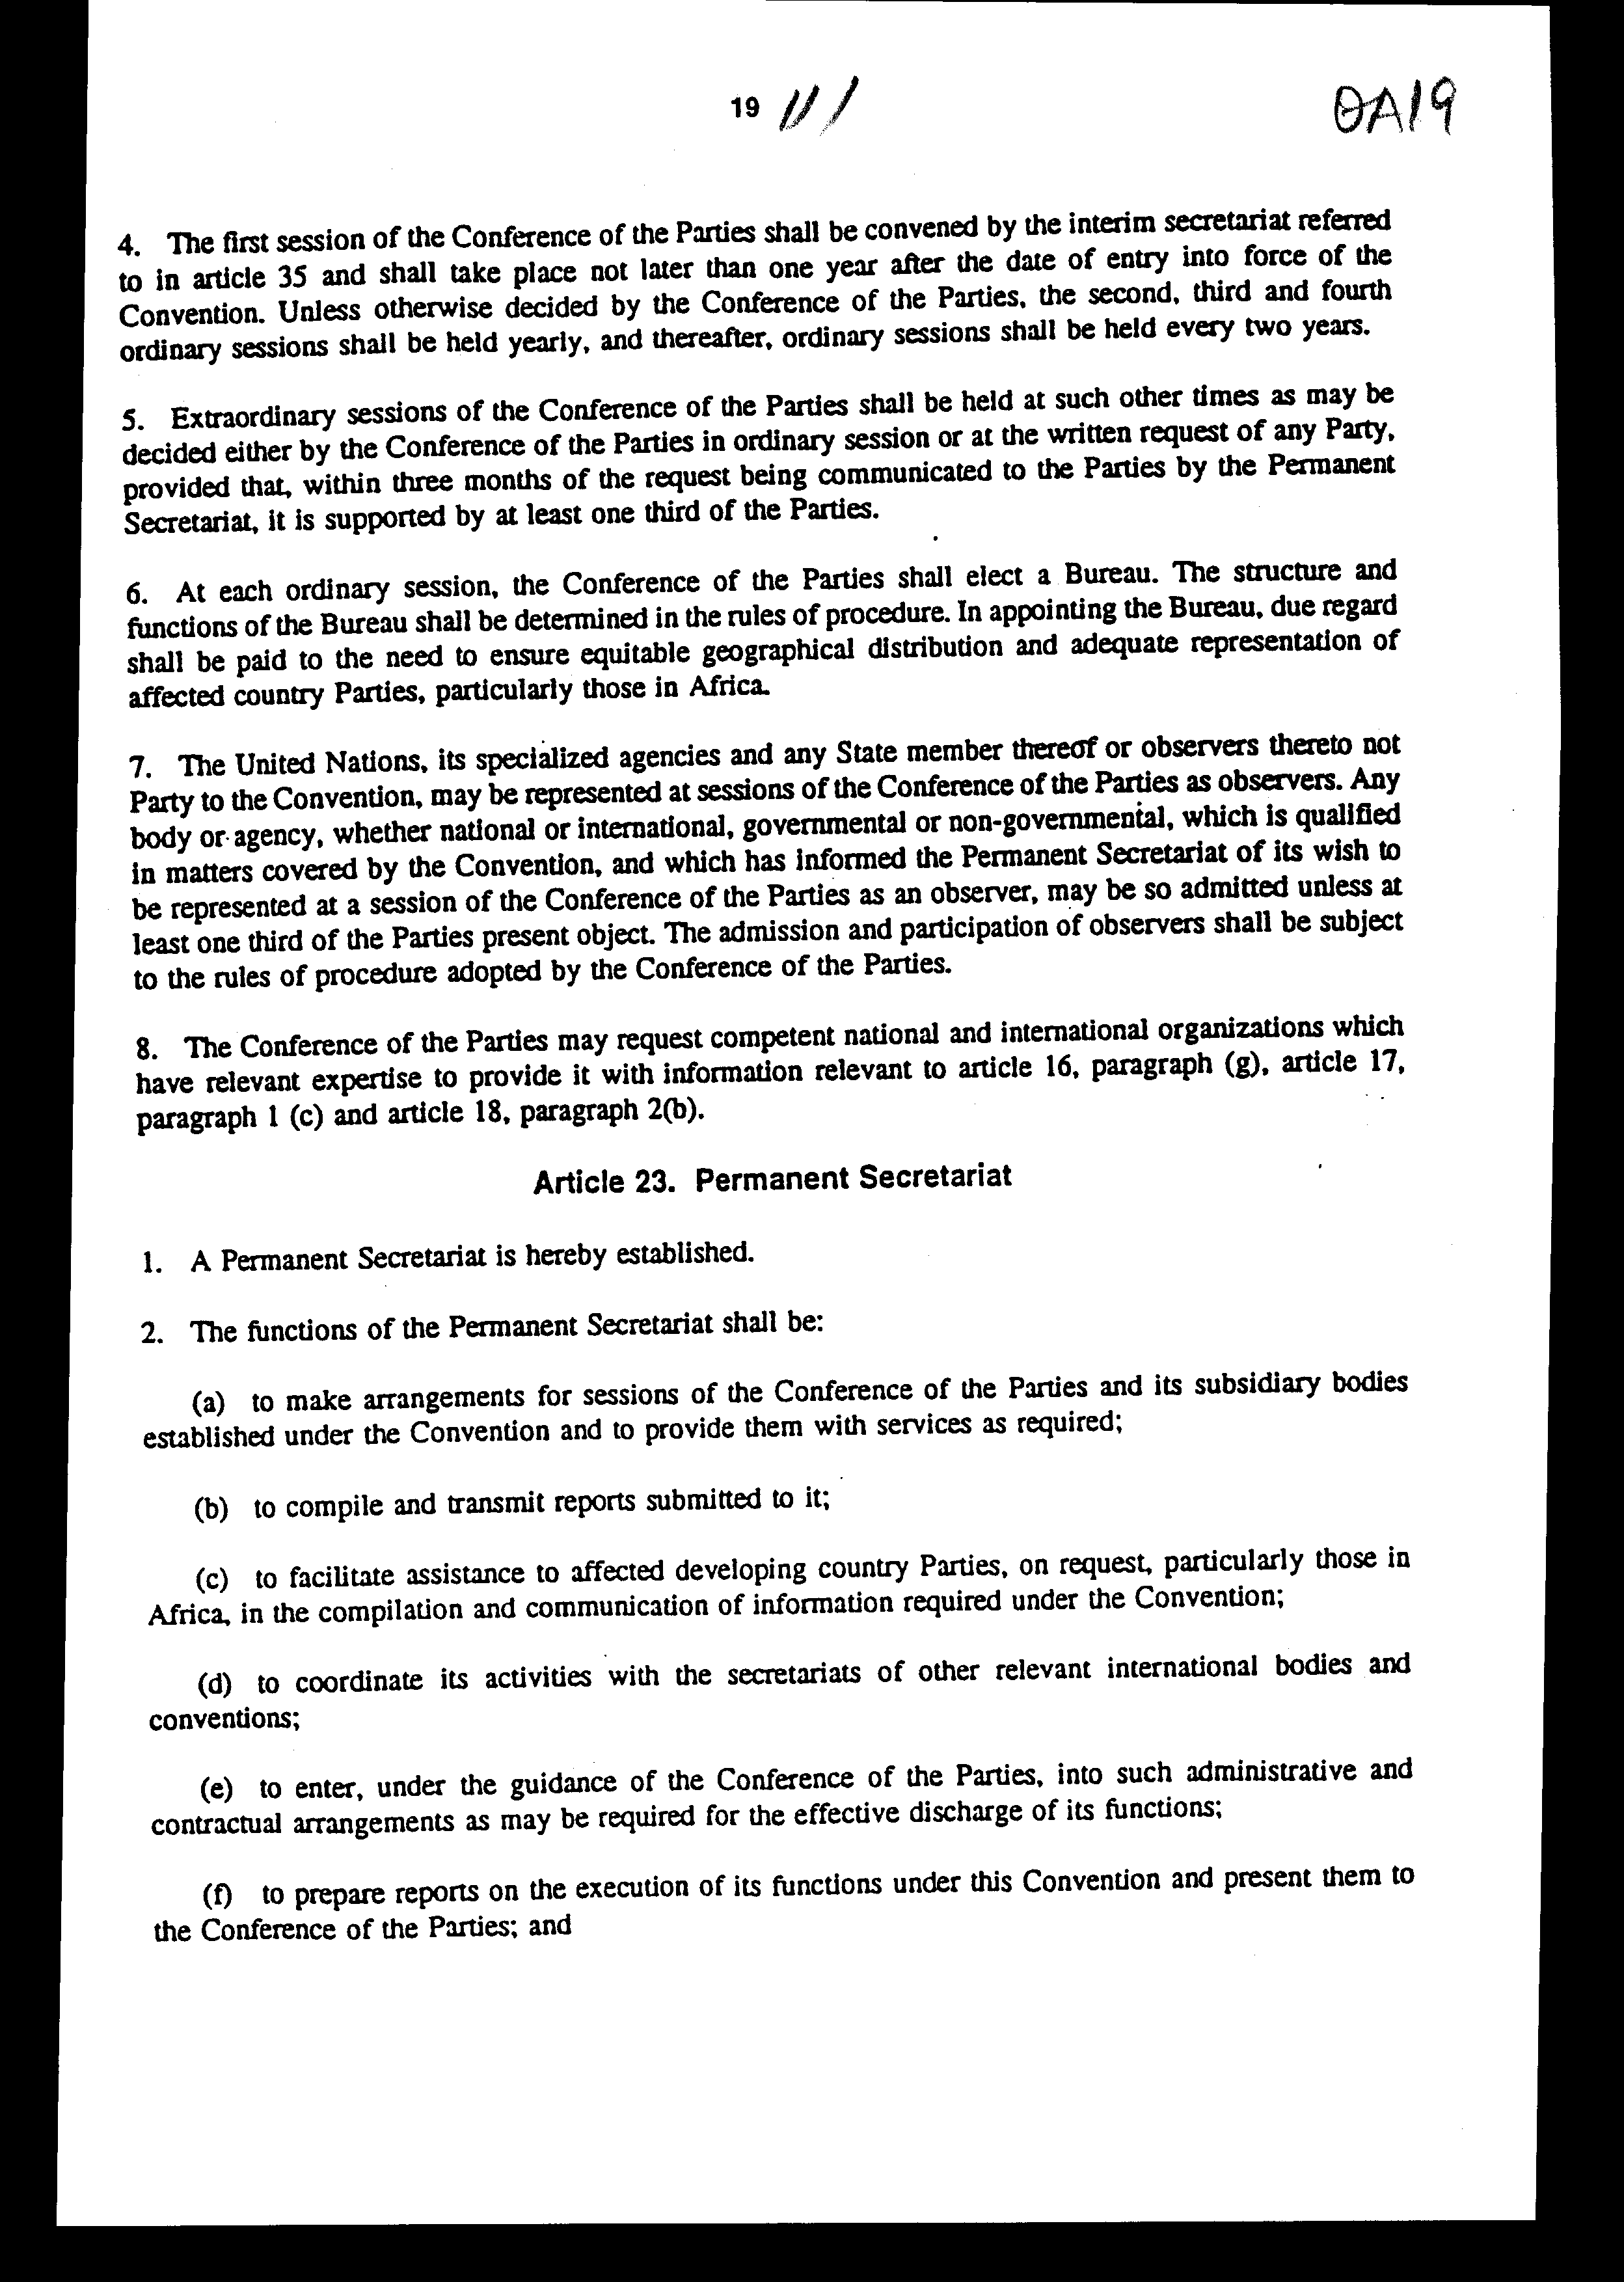 19 111
OA19
4. The first session of the Conference of the Parties shall be convened by the interim secretariat referred
to in article 35 and shall take place not later than one year after the date of entry into force of the
Convention. Unless otherwise decided by the Conference of the Parties, the second, third and fourth
ordinary sessions shall be held yearly, and thereafter, ordinary sessions shall be held every two years.
5. Extraordinary sessions of the Conference of the Parties shall be held at such other times as may be
decided either by the Conference of the Parties in ordinary session or at the written request of any Party,
provided that, within three months of the request being communicated to the Parties by the Permanent
Secretariat, it is supported by at least one third of the Parties.
6. At each ordinary session, the Conference of the Parties shall elect a Bureau. The structure and
functions of the Bureau shall be determined in the rules of procedure. In appointing the Bureau, due regard
shall be paid to the need to ensure equitable geographical distribution and adequate representation of
affected country Parties, particularly those in Africa.
7. The United Nations, its specialized agencies and any State member thereof or observers thereto not
Party to the Convention, may be represented at sessions of the Conference of the Parties as observers. Any
body or agency, whether national or international, governmental or non-governmental, which is qualified
in matters covered by the Convention, and which has informed the Permanent Secretariat of its wish to
be represented at a session of the Conference of the Parties as an observer, may be so admitted unless at
least one third of the Parties present object. The admission and participation of observers shall be subject
to the rules of procedure adopted by the Conference of the Parties.
8. The Conference of the Parties may request competent national and international organizations which
have relevant expertise to provide it with information relevant to article 16, paragraph (g), article 17,
paragraph 1 (c) and article 18, paragraph 2(b).
Article 23. Permanent Secretariat
1. A Permanent Secretariat is hereby established.
2. The functions of the Permanent Secretariat shall be:
(a) to make arrangements for sessions of the Conference of the Parties and its subsidiary bodies
established under the Convention and to provide them with services as required;
(b) to compile and transmit reports submitted to it;
(c) to facilitate assistance to affected developing country Parties, on request, particularly those in
Africa, in the compilation and communication of information required under the Convention;
(d) to coordinate its activities with the secretariats of other relevant international bodies and
conventions;
(e) to enter, under the guidance of the Conference of the Parties, into such administrative and
contractual arrangements as may be required for the effective discharge of its functions;
(f) to prepare reports on the execution of its functions under this Convention and present them to
the Conference of the Parties; and